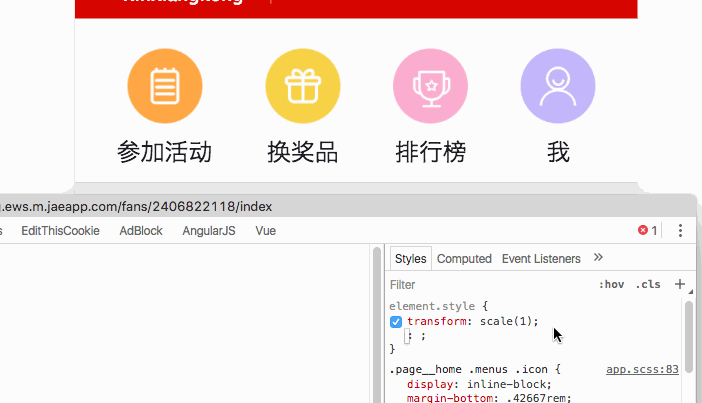 参加活动 换奖品 排行榜 我
.ews.m.jaeapp.com/fans/2406822118/index
EditThisCookie AdBlock AngularJS Vue 1
Styles Computed Event Listeners »
Filter :hov .cls +
element.style {
transform: scale(1);
: ;
}
.page__home .menus .icon { app.scss:83
display: inline-block;
margin-bottom: .42667rem;